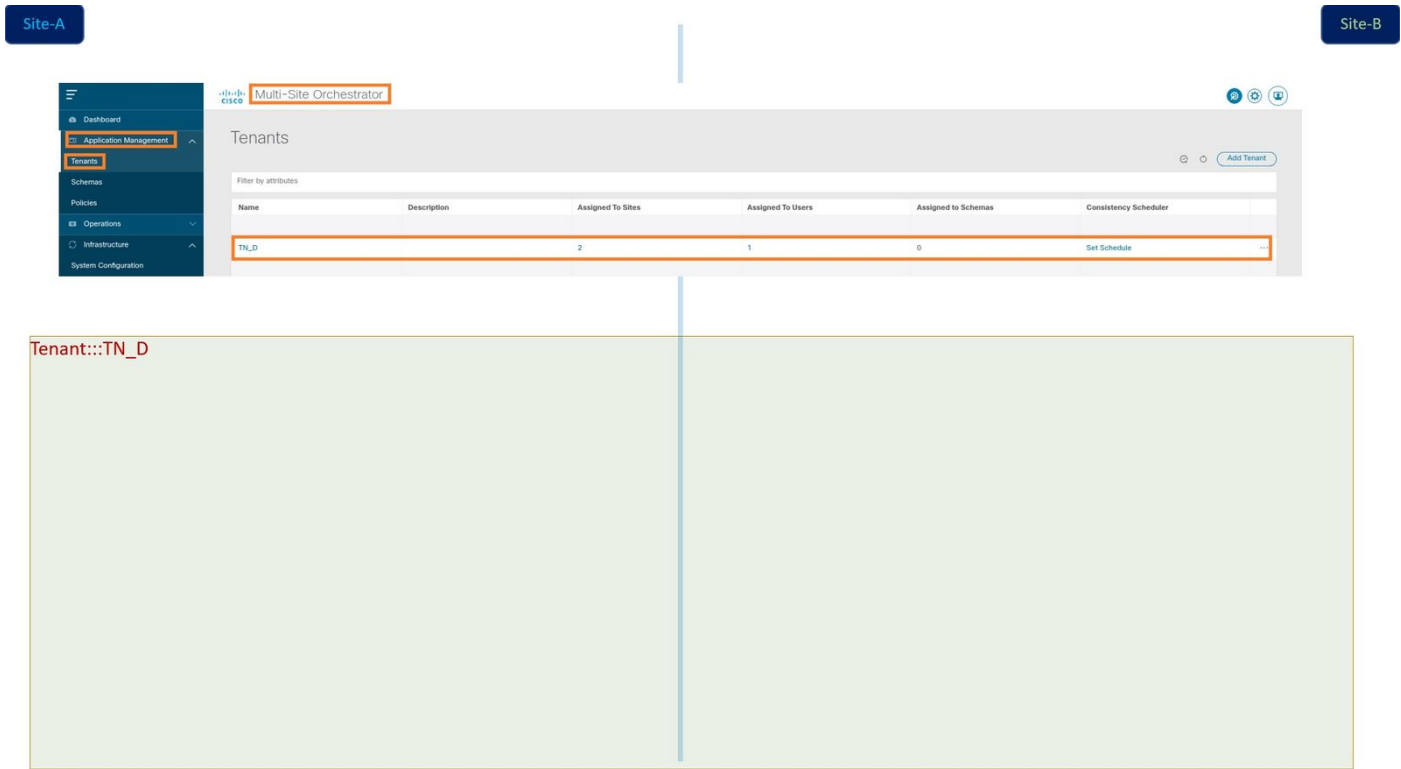 Site-A
Site-B
CISCO
Multi-Site Orchestrator
Dashboard
Application Management
Tenants
Schemas
Policies
Operations
Infrastructure
System Configuration
Tenants
Add Tenant
Filter by attributes
Name Description Assigned To Sites Assigned To Users Assigned to Schemas Consistency Scheduler
TN_D 2 1 0 Set Schedule ...
Tenant:::TN_D